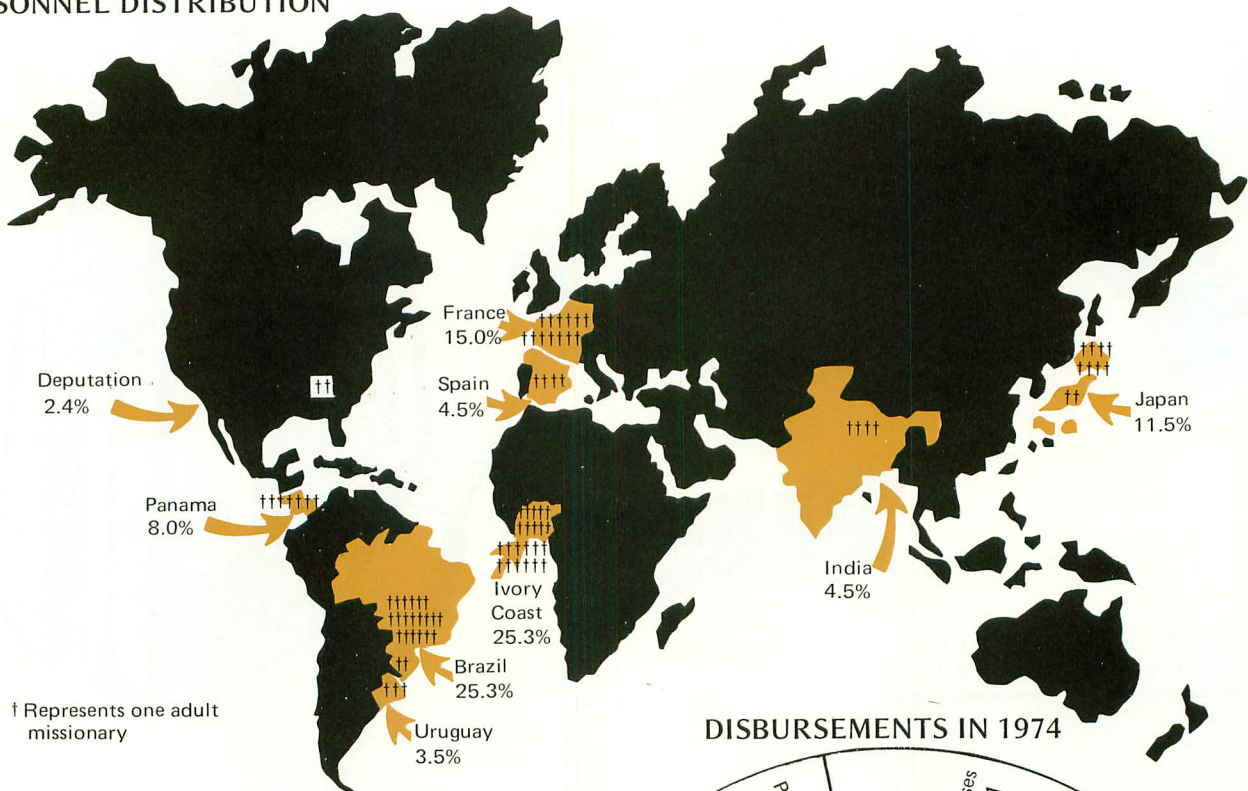 SONNEL DISTRIBUTION
France
15.0%
Deputation
2.4%
††
Spain
4.5%
Japan
11.5%
Panama
8.0%
India
4.5%
Ivory
Coast
25.3%
Brazil
25.3%
† Represents one adult
missionary
Uruguay
3.5%
DISBURSEMENTS IN 1974